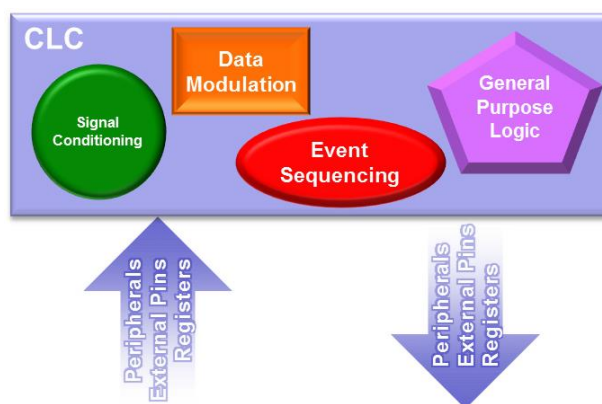 CLC
Signal
Conditioning
Data
Modulation
Event
Sequencing
General
Purpose
Logic
Peripherals
External Pins
Registers
Peripherals
External Pins
Registers